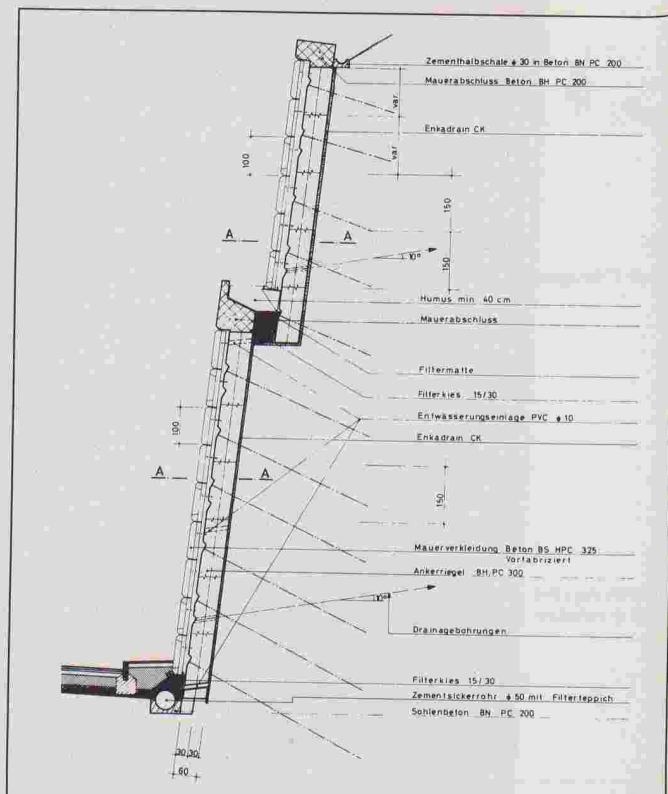 Zementhalbschale ϕ 30 in Beton BN PC 200
Mauerabschluss Beton BH PC 200
var.
Enkadrain CK
var
100
150
A A
150
10°
Humus min. 40 cm
Mauerabschluss
Filtermatte
Filterkies 15/30
Entwässerungseinlage PVC ϕ 10
100
Enkadrain CK
A A
150
Mauerverkleidung Beton BS HPC 325
Vorfabriziert
Ankerriegel BH PC 300
10°
Drainagebohrungen
Filterkies 15/30
Zementsickerrohr ϕ 50 mit Filterteppich
Sohlenbeton BN PC 200
30 30
60